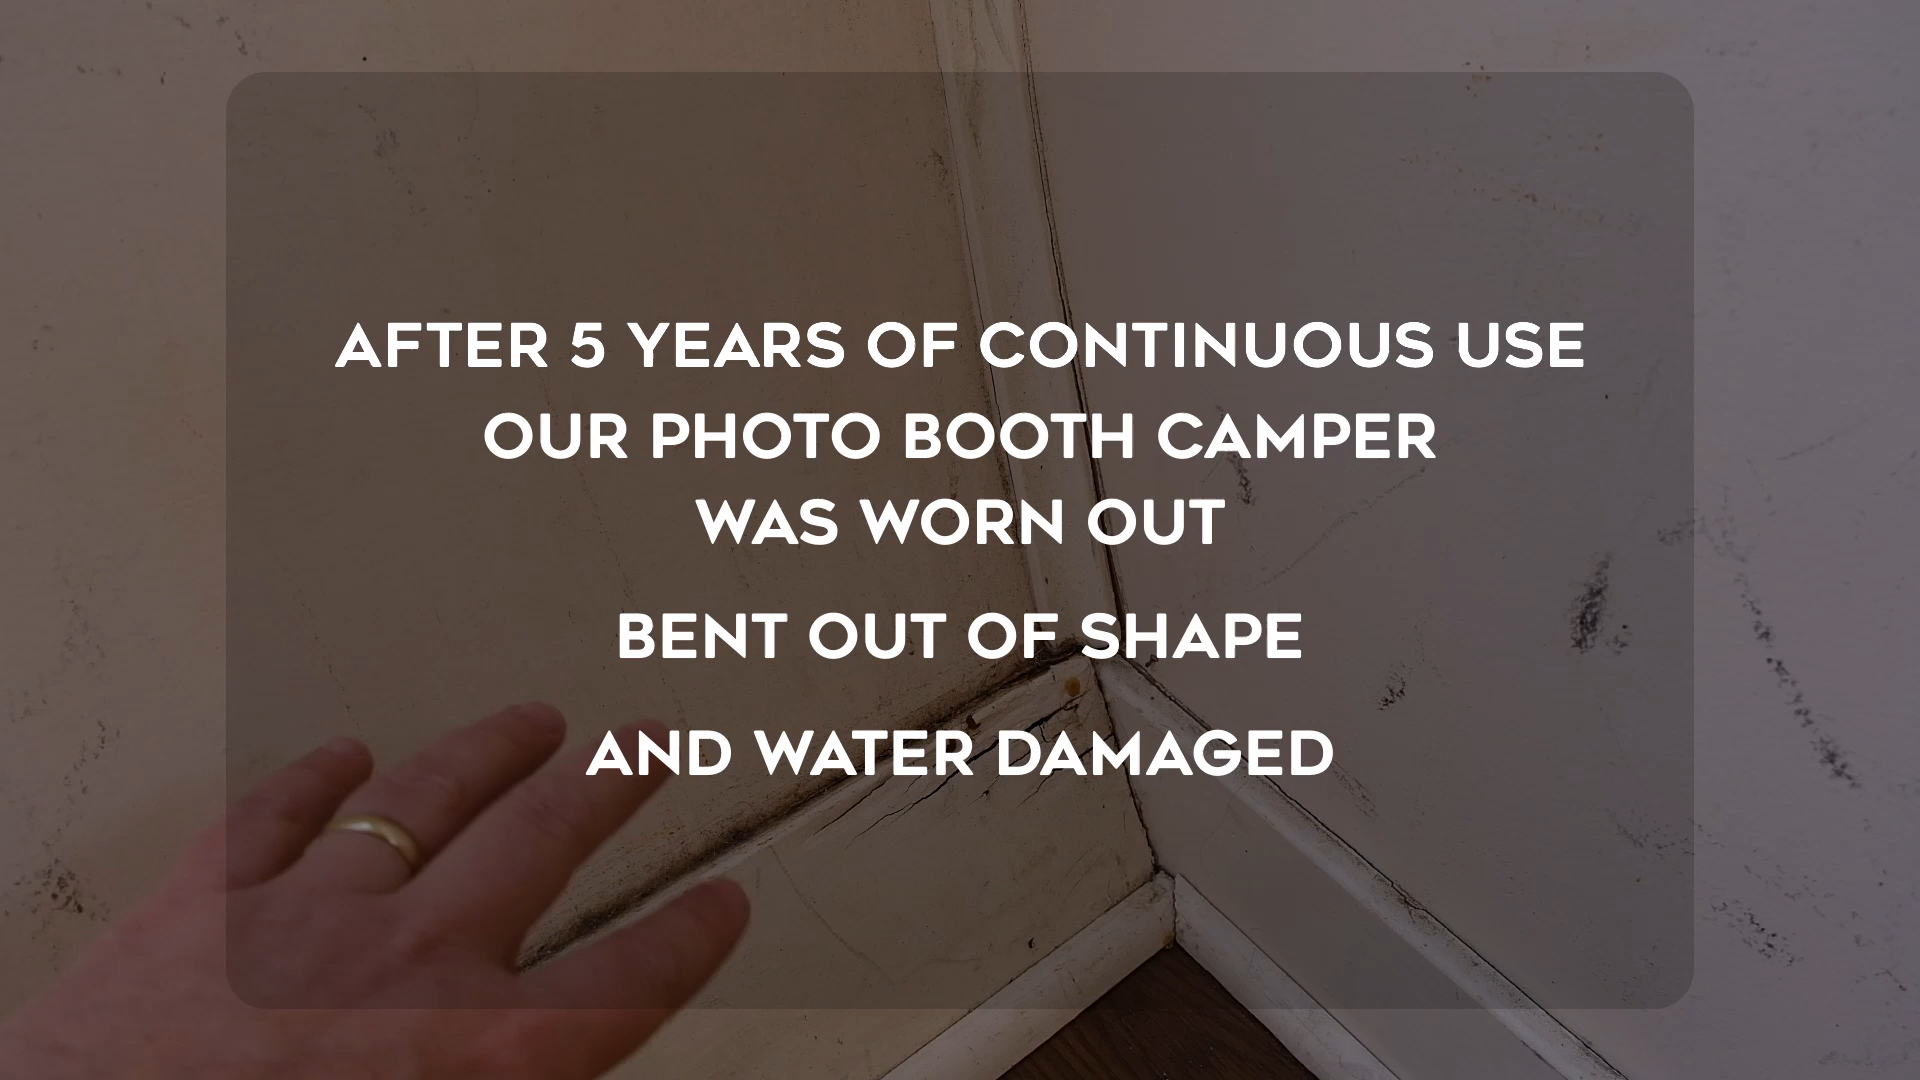 AFTER 5 YEARS OF CONTINUOUS USE
OUR PHOTO BOOTH CAMPER
WAS WORN OUT
BENT OUT OF SHAPE
AND WATER DAMAGED